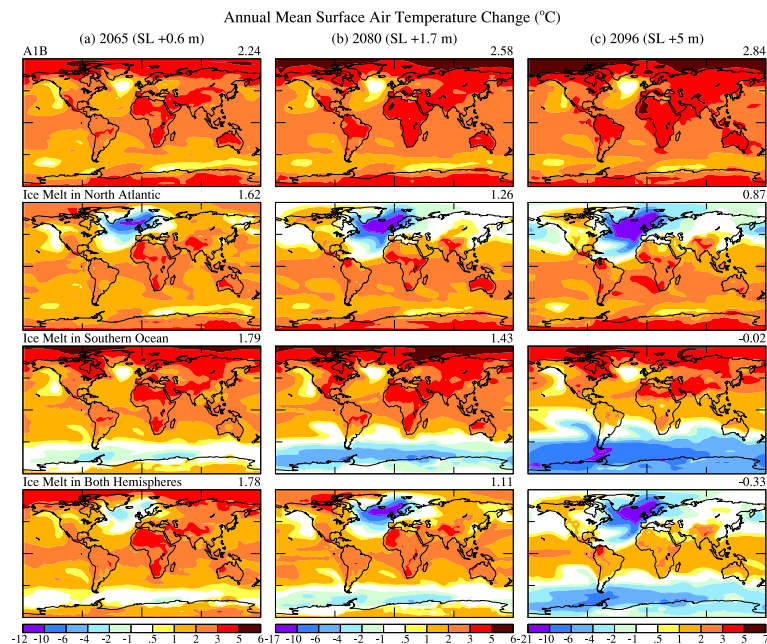 Annual Mean Surface Air Temperature Change (°C)
(a) 2065 (SL +0.6 m) (b) 2080 (SL +1.7 m) (c) 2096 (SL +5 m)
A1B 2.24 2.58 2.84
Ice Melt in North Atlantic 1.62 1.26 0.87
Ice Melt in Southern Ocean 1.79 1.43 -0.02
Ice Melt in Both Hemispheres 1.78 1.11 -0.33
-12 -10 -6 -4 -2 -1 .5 1 2 3 5 6 -17 -10 -6 -4 -2 -1 .5 1 2 3 5 6 -21 -10 -6 -4 -2 -1 .5 1 2 3 5